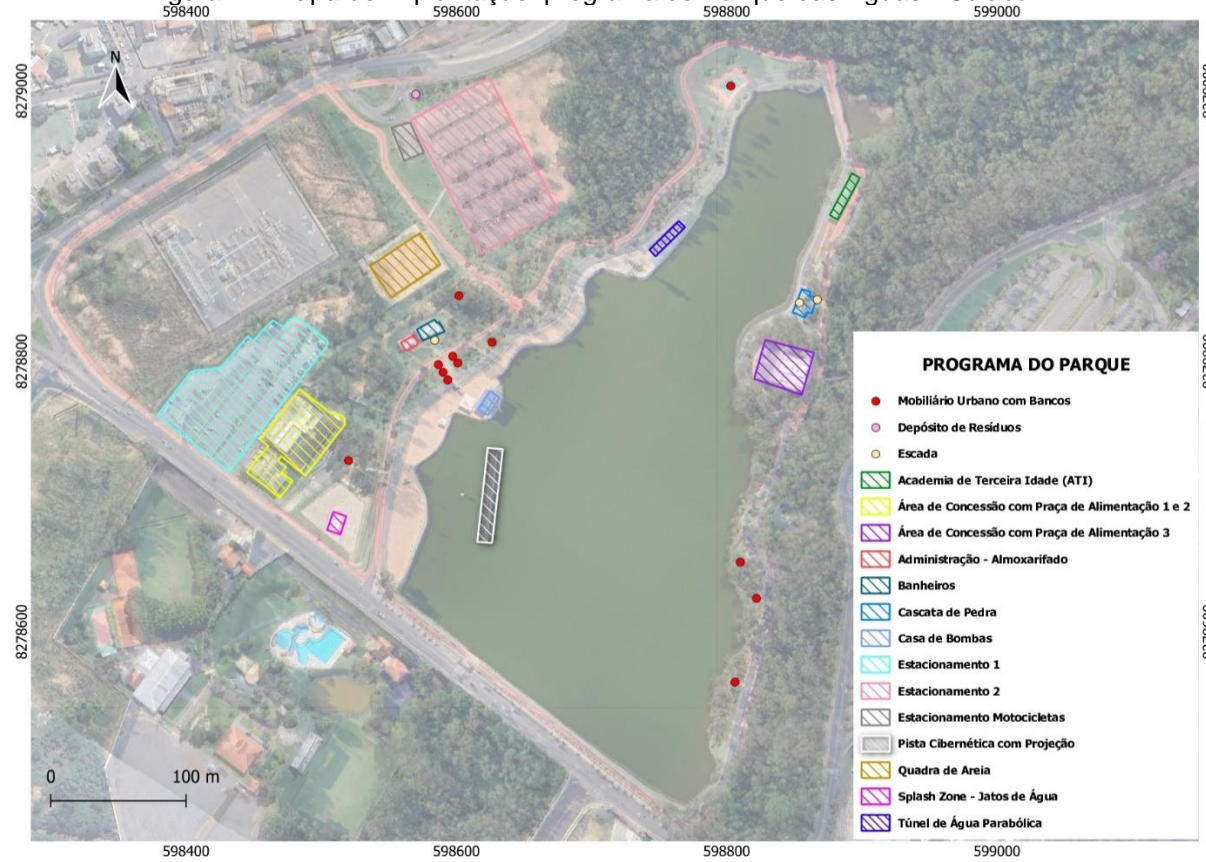 598400 598600 598800 599000
N
8279000
8278800
8278600
PROGRAMA DO PARQUE
Mobiliário Urbano com Bancos
Depósito de Resíduos
Escada
Academia de Terceira Idade (ATI)
Área de Concessão com Praça de Alimentação 1 e 2
Área de Concessão com Praça de Alimentação 3
Administração - Almoxarifado
Banheiros
Cascata de Pedra
Casa de Bombas
Estacionamento 1
Estacionamento 2
Estacionamento Motocicletas
Pista Cibernética com Projeção
Quadra de Areia
Splash Zone - Jatos de Água
Túnel de Água Parabólica
0 100 m
598400 598600 598800 599000